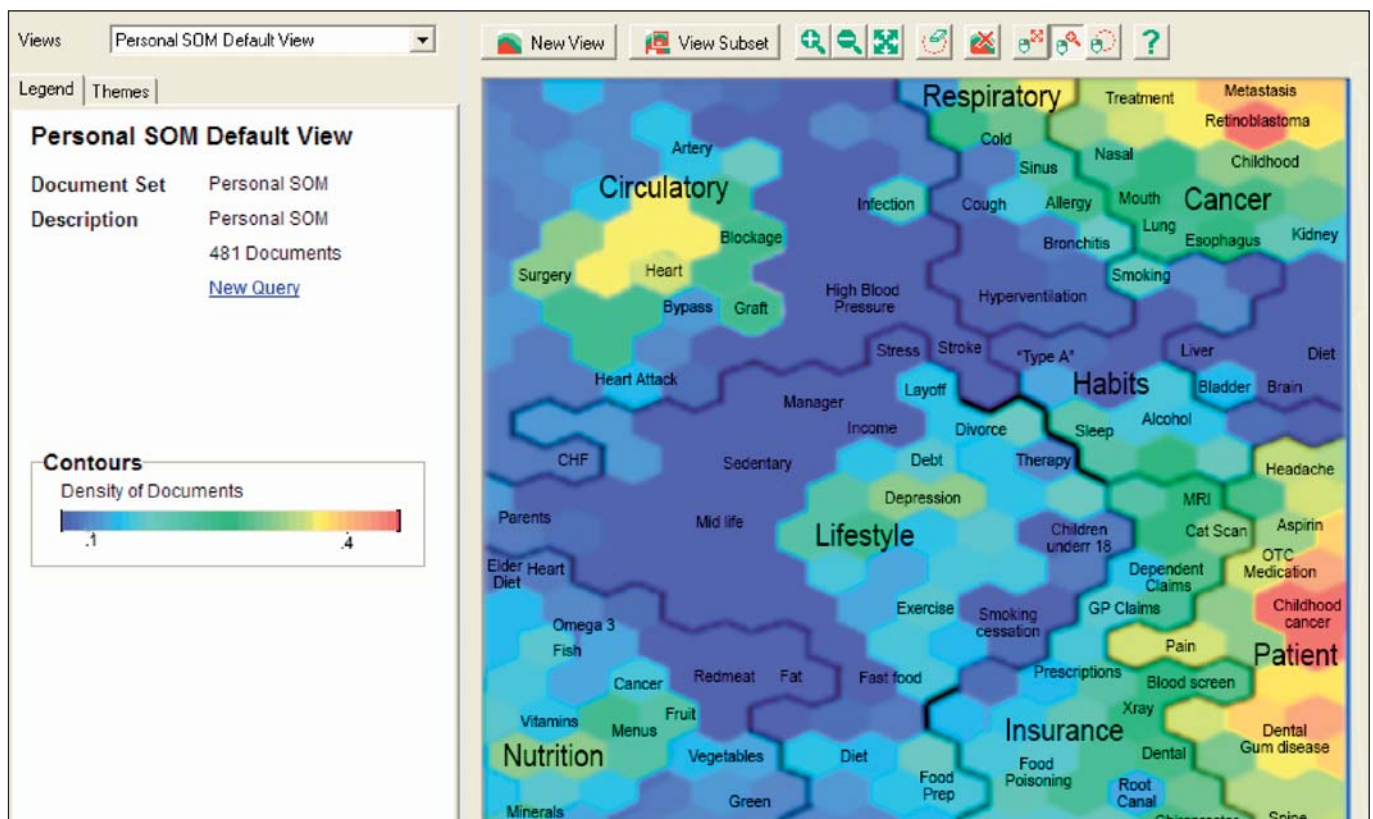 Views
Personal SOM Default View
New View
View Subset
?
Legend
Themes
Personal SOM Default View
Document Set
Personal SOM
Description
Personal SOM
481 Documents
New Query
Contours
Density of Documents
.1
.4
Respiratory
Treatment
Metastasis
Retinoblastoma
Cold
Artery
Sinus
Nasal
Childhood
Circulatory
Infection
Cough
Allergy
Mouth
Cancer
Lung
Blockage
Bronchitis
Esophagus
Kidney
Surgery
Heart
Smoking
High Blood
Pressure
Hyperventilation
Bypass
Graft
Stress
Stroke
"Type A"
Liver
Diet
Heart Attack
Layoff
Habits
Bladder
Brain
Manager
Income
Divorce
Sleep
Alcohol
CHF
Sedentary
Debt
Therapy
Headache
Depression
MRI
Parents
Mid life
Lifestyle
Children
underr 18
Cat Scan
Aspirin
Elder Heart
Diet
Dependent
Claims
OTC
Medication
Exercise
Smoking
cessation
GP Claims
Childhood
cancer
Omega 3
Fish
Pain
Patient
Cancer
Redmeat
Fat
Fast food
Prescriptions
Blood screen
Vitamins
Fruit
Menus
Xray
Insurance
Dental
Gum disease
Nutrition
Vegetables
Diet
Dental
Food
Poisoning
Food
Prep
Root
Canal
Minerals
Green
Chiropractor
Spine